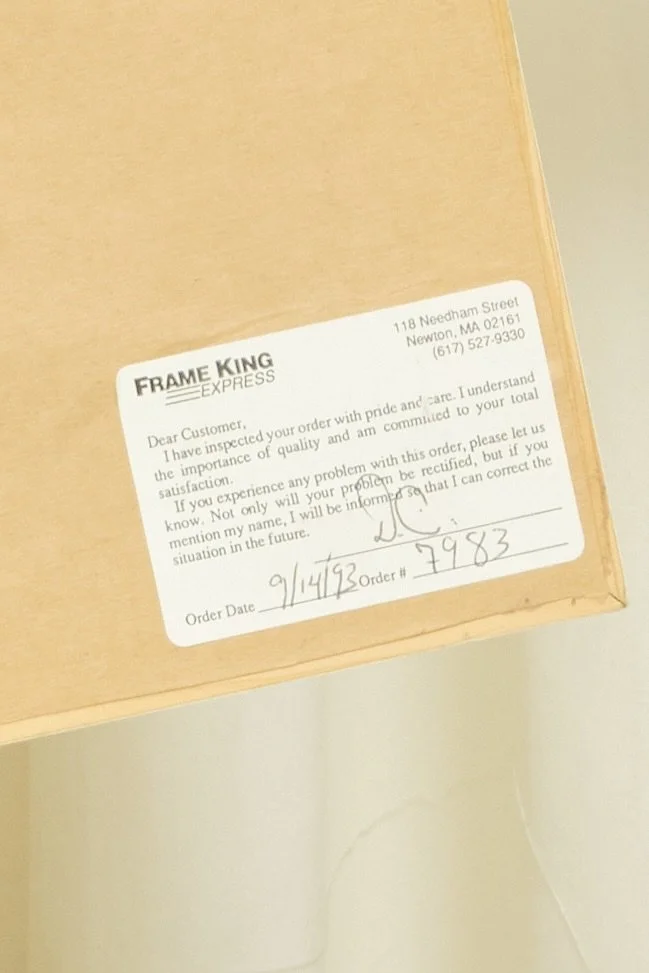 FRAME KING
EXPRESS
118 Needham Street
Newton, MA 02161
(617) 527-9330
Dear Customer,
I have inspected your order with pride and care. I understand
the importance of quality and am committed to your total
satisfaction.
If you experience any problem with this order, please let us
know. Not only will your problem be rectified, but if you
mention my name, I will be informed so that I can correct the
situation in the future.
D.C.
Order Date 9/14/93 Order # 7983